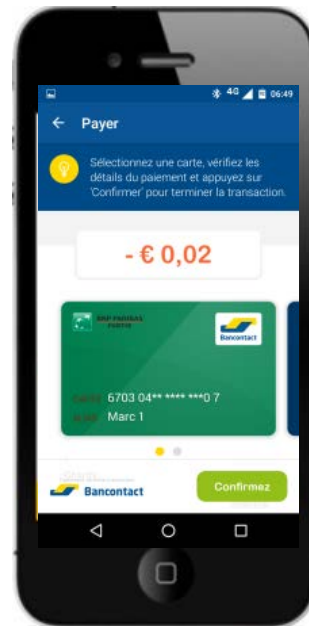 4G 06:49
Payer
Sélectionnez une carte, vérifiez les
détails du paiement et appuyez sur
'Confirmer' pour terminer la transaction.
- € 0,02
BNP PARIBAS
FORTIS
Bancontact
6703 04** **** ***0 7
Marc 1
Bancontact
Confirmez